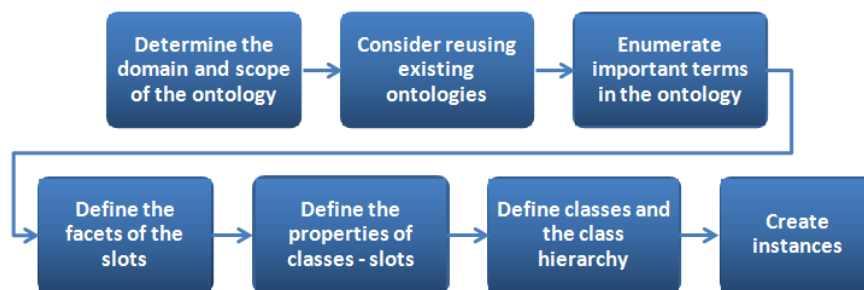 Determine the
domain and scope
of the ontology
Consider reusing
existing
ontologies
Enumerate
important terms
in the ontology
Define the
facets of the
slots
Define the
properties of
classes - slots
Define classes and
the class
hierarchy
Create
instances